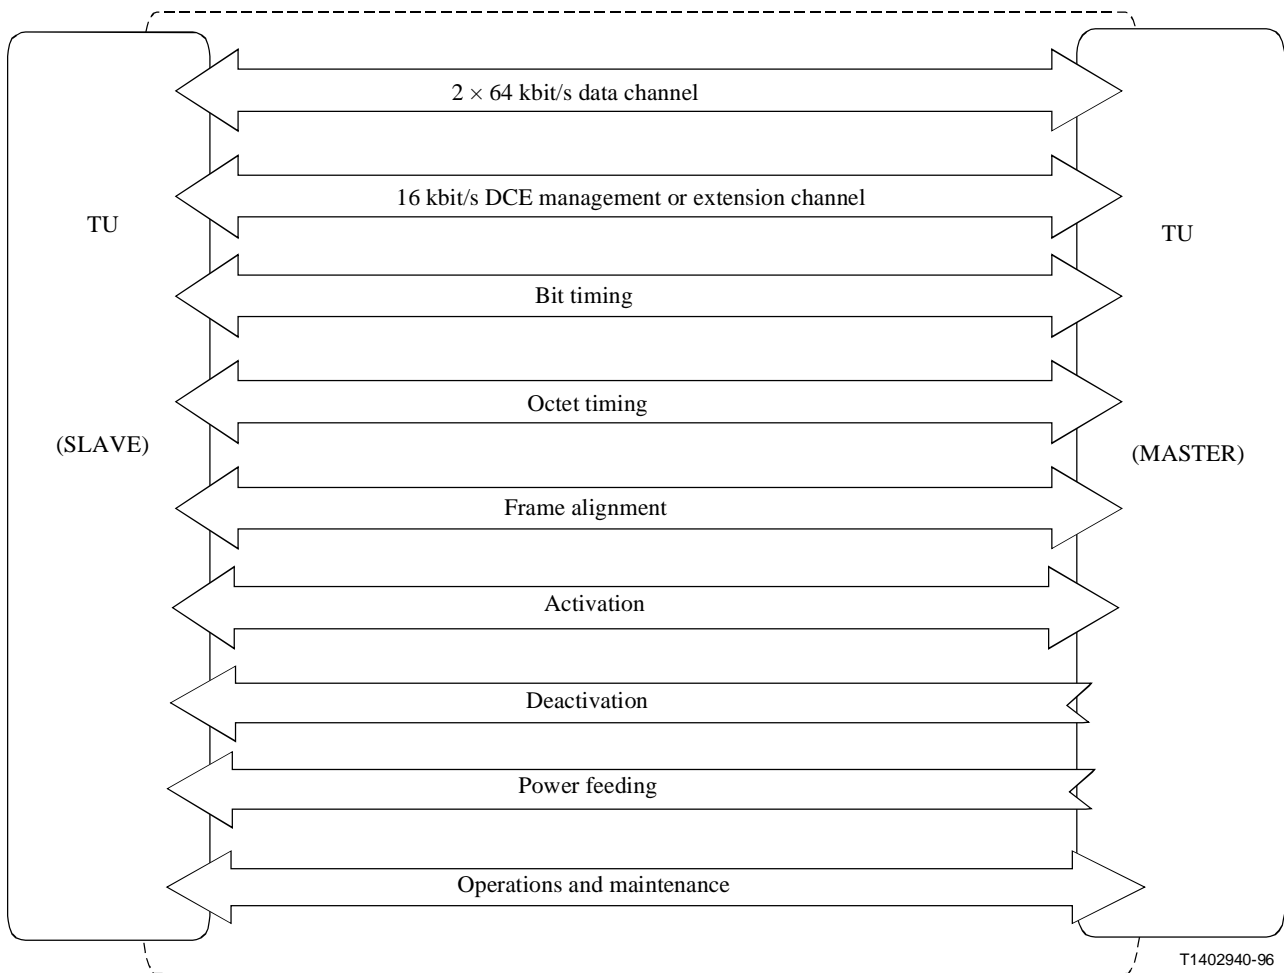 2 × 64 kbit/s data channel
16 kbit/s DCE management or extension channel
TU
TU
Bit timing
Octet timing
(SLAVE)
(MASTER)
Frame alignment
Activation
Deactivation
Power feeding
Operations and maintenance
T1402940-96